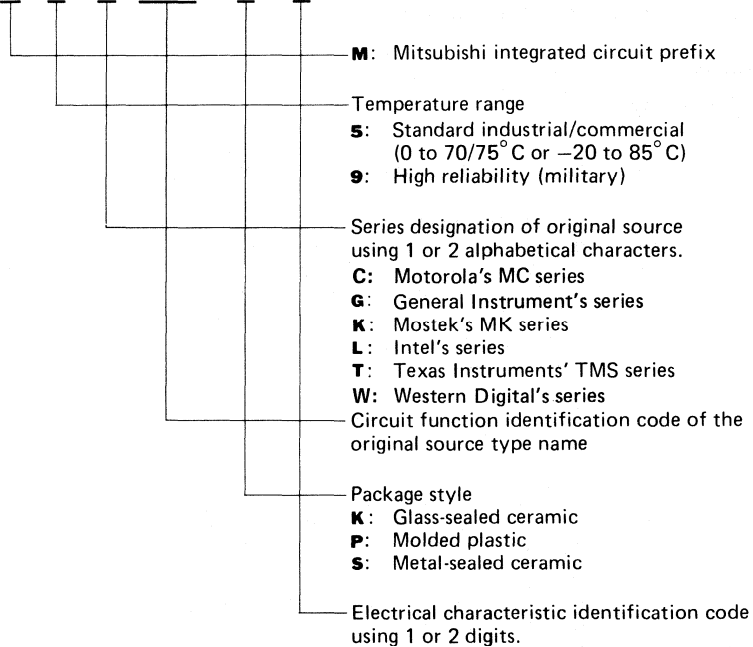 M: Mitsubishi integrated circuit prefix
Temperature range
5: Standard industrial/commercial
(0 to 70/75°C or −20 to 85°C)
9: High reliability (military)
Series designation of original source
using 1 or 2 alphabetical characters.
C: Motorola's MC series
G: General Instrument's series
K: Mostek's MK series
L: Intel's series
T: Texas Instruments' TMS series
W: Western Digital's series
Circuit function identification code of the
original source type name
Package style
K: Glass-sealed ceramic
P: Molded plastic
S: Metal-sealed ceramic
Electrical characteristic identification code
using 1 or 2 digits.